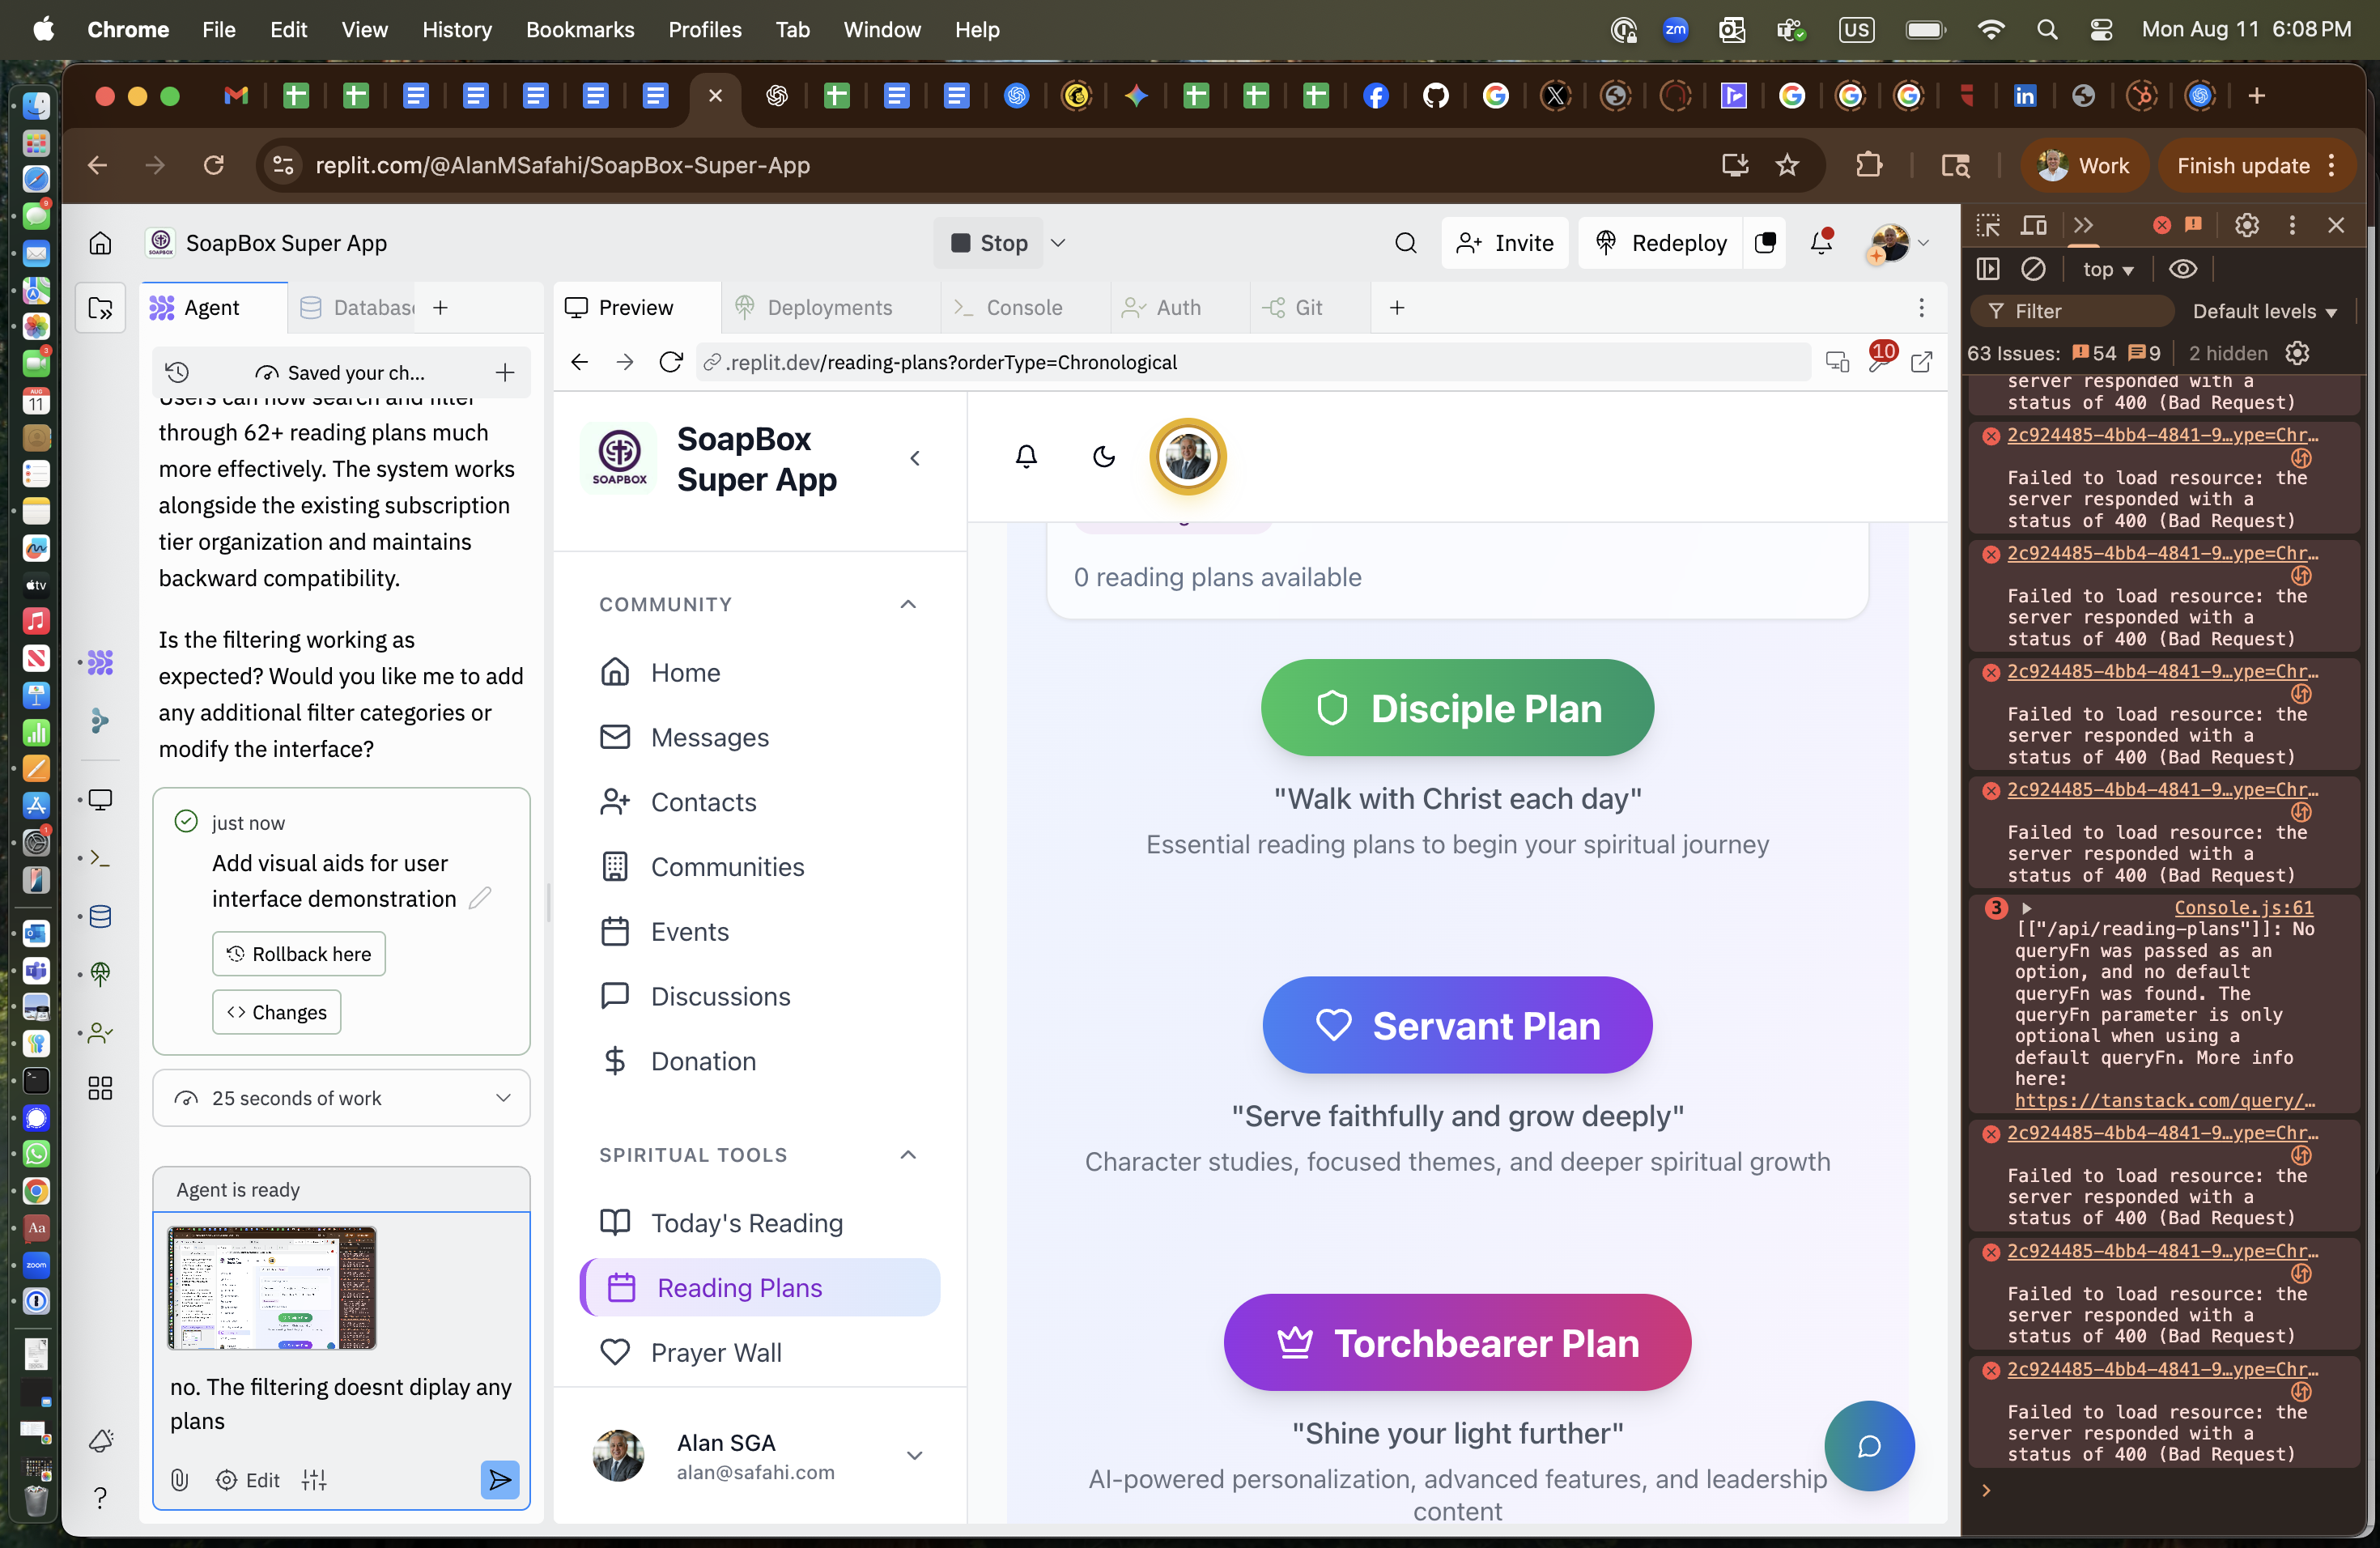 Chrome File Edit View History Bookmarks Profiles Tab Window Help
zm US Mon Aug 11 6:08 PM
replit.com/@AlanMSafahi/SoapBox-Super-App
Work
Finish update
SOAPBOX
SoapBox Super App
Stop
Invite
Redeploy
Agent
Databas
Preview
Deployments
Console
Auth
Git
Saved your ch...
.replit.dev/reading-plans?orderType=Chronological
10
Users can now search and filter
through 62+ reading plans much
more effectively. The system works
alongside the existing subscription
tier organization and maintains
backward compatibility.
Is the filtering working as
expected? Would you like me to add
any additional filter categories or
modify the interface?
just now
Add visual aids for user
interface demonstration
Rollback here
Changes
25 seconds of work
Agent is ready
no. The filtering doesnt diplay any
plans
Edit
SOAPBOX
SoapBox
Super App
COMMUNITY
Home
Messages
Contacts
Communities
Events
Discussions
Donation
SPIRITUAL TOOLS
Today's Reading
Reading Plans
Prayer Wall
Alan SGA
alan@safahi.com
0 reading plans available
Disciple Plan
"Walk with Christ each day"
Essential reading plans to begin your spiritual journey
Servant Plan
"Serve faithfully and grow deeply"
Character studies, focused themes, and deeper spiritual growth
Torchbearer Plan
"Shine your light further"
AI-powered personalization, advanced features, and leadership
content
top
Filter
Default levels
63 Issues: 54 9 2 hidden
server responded with a
status of 400 (Bad Request)
2c924485-4bb4-4841-9…ype=Chr…
Failed to load resource: the
server responded with a
status of 400 (Bad Request)
2c924485-4bb4-4841-9…ype=Chr…
Failed to load resource: the
server responded with a
status of 400 (Bad Request)
2c924485-4bb4-4841-9…ype=Chr…
Failed to load resource: the
server responded with a
status of 400 (Bad Request)
2c924485-4bb4-4841-9…ype=Chr…
Failed to load resource: the
server responded with a
status of 400 (Bad Request)
3 Console.js:61
[["/api/reading-plans"]]: No
queryFn was passed as an
option, and no default
queryFn was found. The
queryFn parameter is only
optional when using a
default queryFn. More info
here:
https://tanstack.com/query/…
2c924485-4bb4-4841-9…ype=Chr…
Failed to load resource: the
server responded with a
status of 400 (Bad Request)
2c924485-4bb4-4841-9…ype=Chr…
Failed to load resource: the
server responded with a
status of 400 (Bad Request)
2c924485-4bb4-4841-9…ype=Chr…
Failed to load resource: the
server responded with a
status of 400 (Bad Request)
9
3
AUG
11
tv
1
Aa
zoom